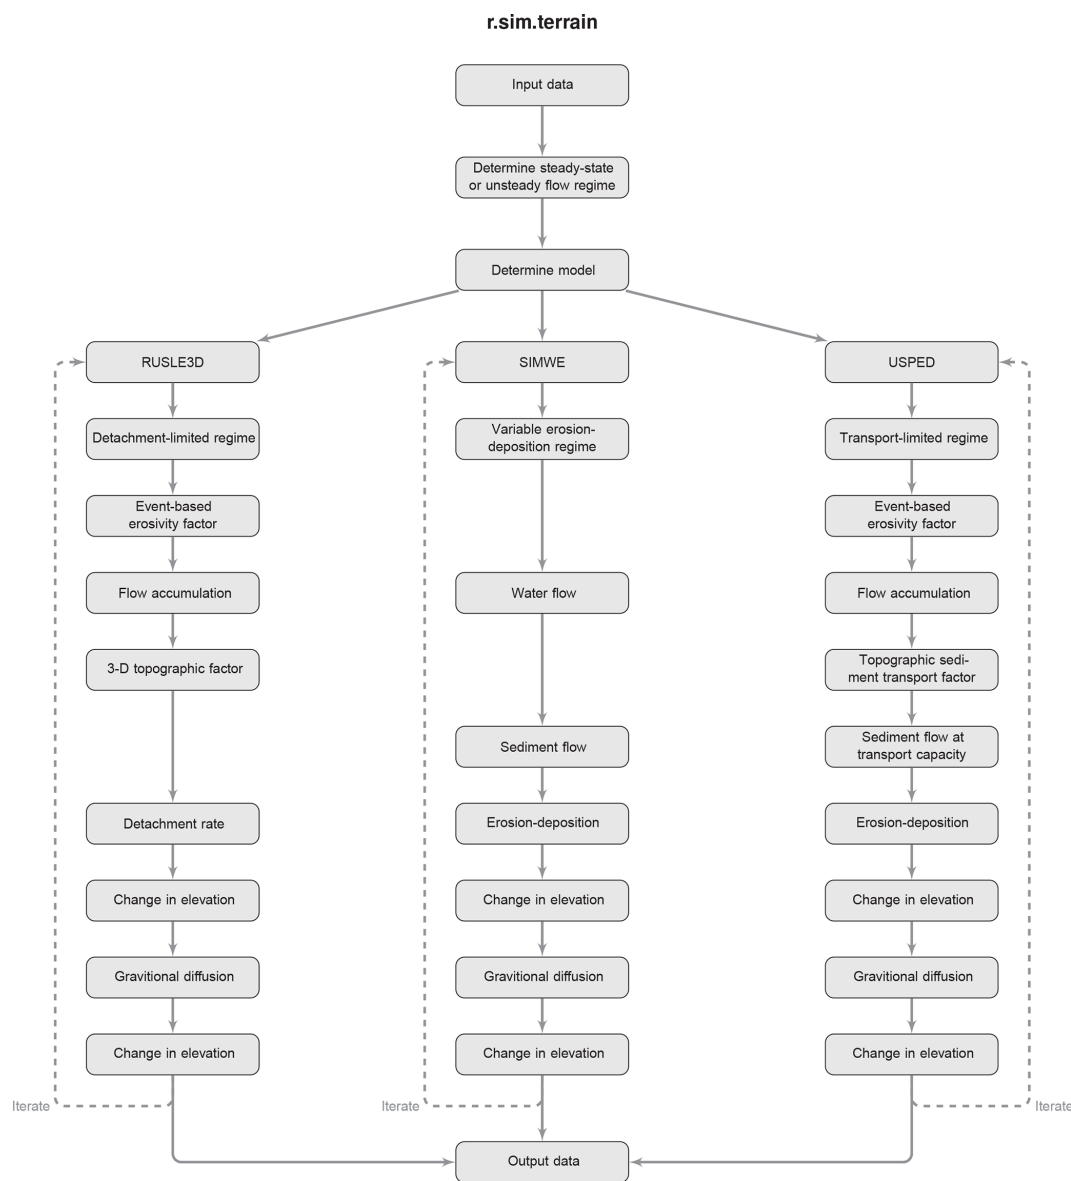 r.sim.terrain
Input data
Determine steady-state
or unsteady flow regime
Determine model
RUSLE3D
SIMWE
USPED
Detachment-limited regime
Variable erosion-
deposition regime
Transport-limited regime
Event-based
erosivity factor
Event-based
erosivity factor
Flow accumulation
Water flow
Flow accumulation
3-D topographic factor
Topographic sedi-
ment transport factor
Sediment flow
Sediment flow at
transport capacity
Detachment rate
Erosion-deposition
Erosion-deposition
Change in elevation
Change in elevation
Change in elevation
Gravitional diffusion
Gravitional diffusion
Gravitional diffusion
Change in elevation
Change in elevation
Change in elevation
Iterate
Iterate
Iterate
Output data